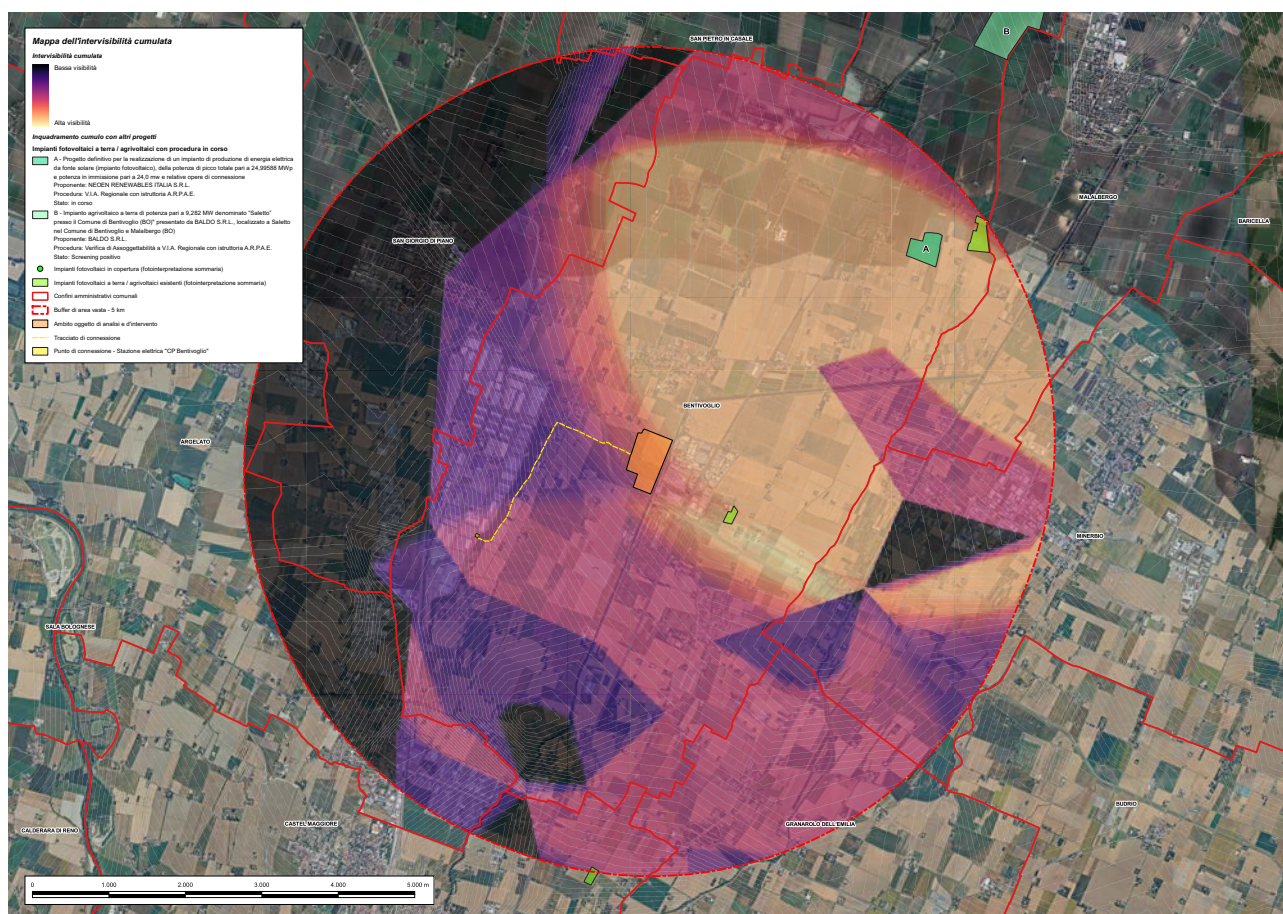 Mappa dell'intervisibilità cumulata
Intervisibilità cumulata
Bassa visibilità
Alta visibilità
Inquadramento cumulo con altri progetti
Impianti fotovoltaici a terra / agrivoltaici con procedura in corso
A - Progetto definitivo per la realizzazione di un impianto di produzione di energia elettrica
da fonte solare (impianto fotovoltaico), della potenza di picco totale pari a 24,99588 MWp
e potenza in immissione pari a 24,0 mw e relative opere di connessione
Proponente: NEOEN RENEWABLES ITALIA S.R.L.
Procedura: V.I.A. Regionale con istruttoria A.R.P.A.E.
Stato: in corso
B - Impianto agrivoltaico a terra di potenza pari a 9,282 MW denominato "Saletto"
presso il Comune di Bentivoglio (BO)" presentato da BALDO S.R.L., localizzato a Saletto
nel Comune di Bentivoglio e Malalbergo (BO)
Proponente: BALDO S.R.L.
Procedura: Verifica di Assoggettabilità a V.I.A. Regionale con istruttoria A.R.P.A.E.
Stato: Screening positivo
Impianti fotovoltaici in copertura (fotointerpretazione sommaria)
Impianti fotovoltaici a terra / agrivoltaici esistenti (fotointerpretazione sommaria)
Confini amministrativi comunali
Buffer di area vasta - 5 km
Ambito oggetto di analisi e d'intervento
Tracciato di connessione
Punto di connessione - Stazione elettrica "CP Bentivoglio"
SAN PIETRO IN CASALE
B
MALALBERGO
BARICELLA
SAN GIORGIO DI PIANO
A
BENTIVOGLIO
ARGELATO
MINERBIO
SALA BOLOGNESE
BUDRIO
CASTEL MAGGIORE
GRANAROLO DELL'EMILIA
CALDERARA DI RENO
0 1.000 2.000 3.000 4.000 5.000 m